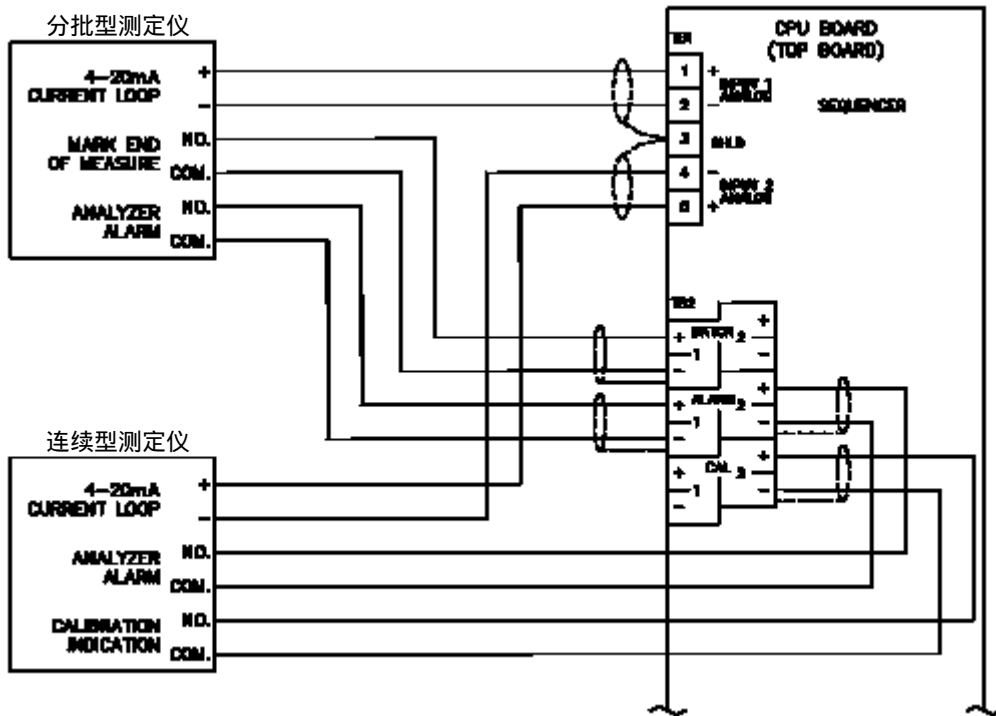 分批型测定仪
4-20mA
CURRENT LOOP
+
-
MARK END
OF MEASURE
NO.
COM.
ANALYZER
ALARM
NO.
COM.
连续型测定仪
4-20mA
CURRENT LOOP
+
-
ANALYZER
ALARM
NO.
COM.
CALIBRATION
INDICATION
NO.
COM.
CPU BOARD
(TOP BOARD)
SEQUENCER
1 +
INPUT 1
ANALOG
2 -
3 SHLD
4 -
INPUT 2
ANALOG
5 +
TB2
+ 2 +
1 -
-
+ ALARM 2 +
1 -
-
+ CAL 2 +
1 -
-